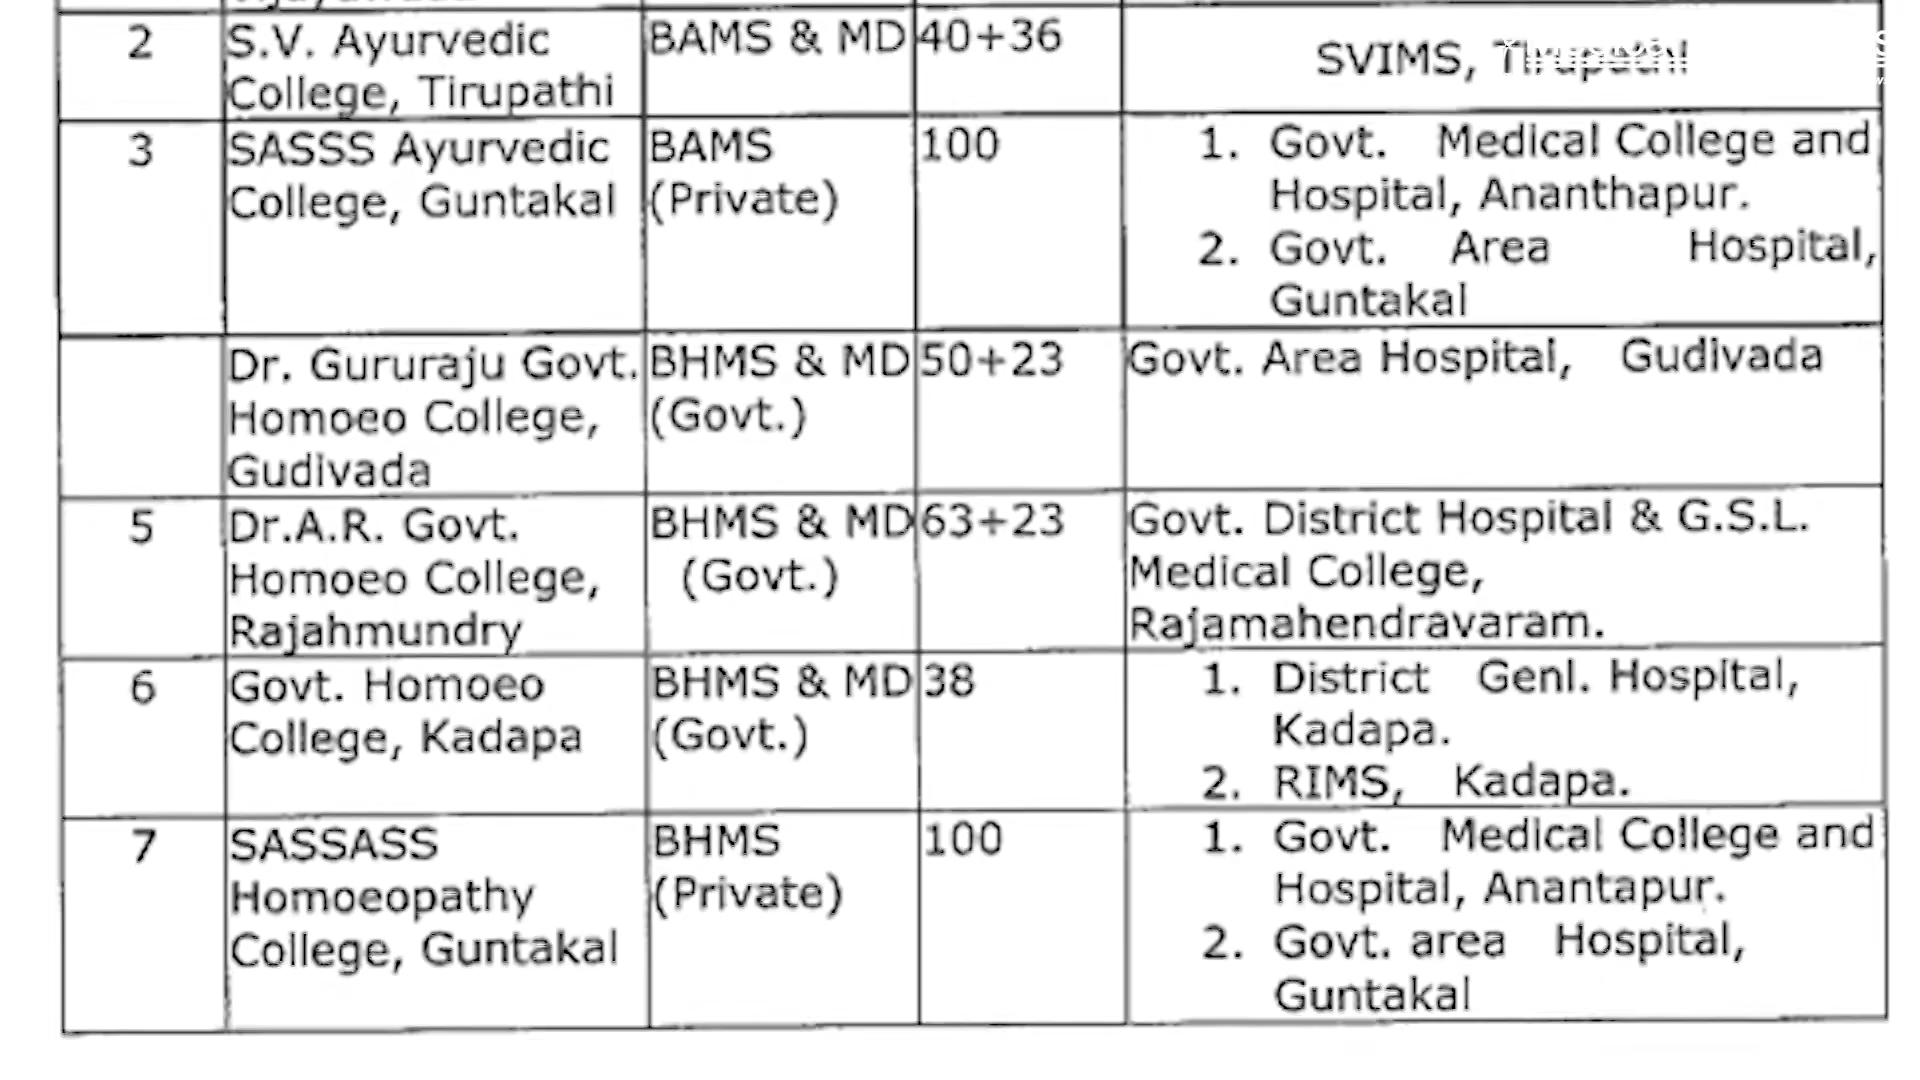 2
S.V. Ayurvedic
College, Tirupathi
BAMS & MD
40+36
SVIMS,
3
SASSS Ayurvedic
College, Guntakal
BAMS
(Private)
100
1. Govt. Medical College and
Hospital, Ananthapur.
2. Govt. Area Hospital,
Guntakal
Dr. Gururaju Govt.
Homoeo College,
Gudivada
BHMS & MD
(Govt.)
50+23
Govt. Area Hospital, Gudivada
5
Dr.A.R. Govt.
Homoeo College,
Rajahmundry
BHMS & MD
(Govt.)
63+23
Govt. District Hospital & G.S.L.
Medical College,
Rajamahendravaram.
6
Govt. Homoeo
College, Kadapa
BHMS & MD
(Govt.)
38
1. District Genl. Hospital,
Kadapa.
2. RIMS, Kadapa.
7
SASSASS
Homoeopathy
College, Guntakal
BHMS
(Private)
100
1. Govt. Medical College and
Hospital, Anantapur.
2. Govt. area Hospital,
Guntakal